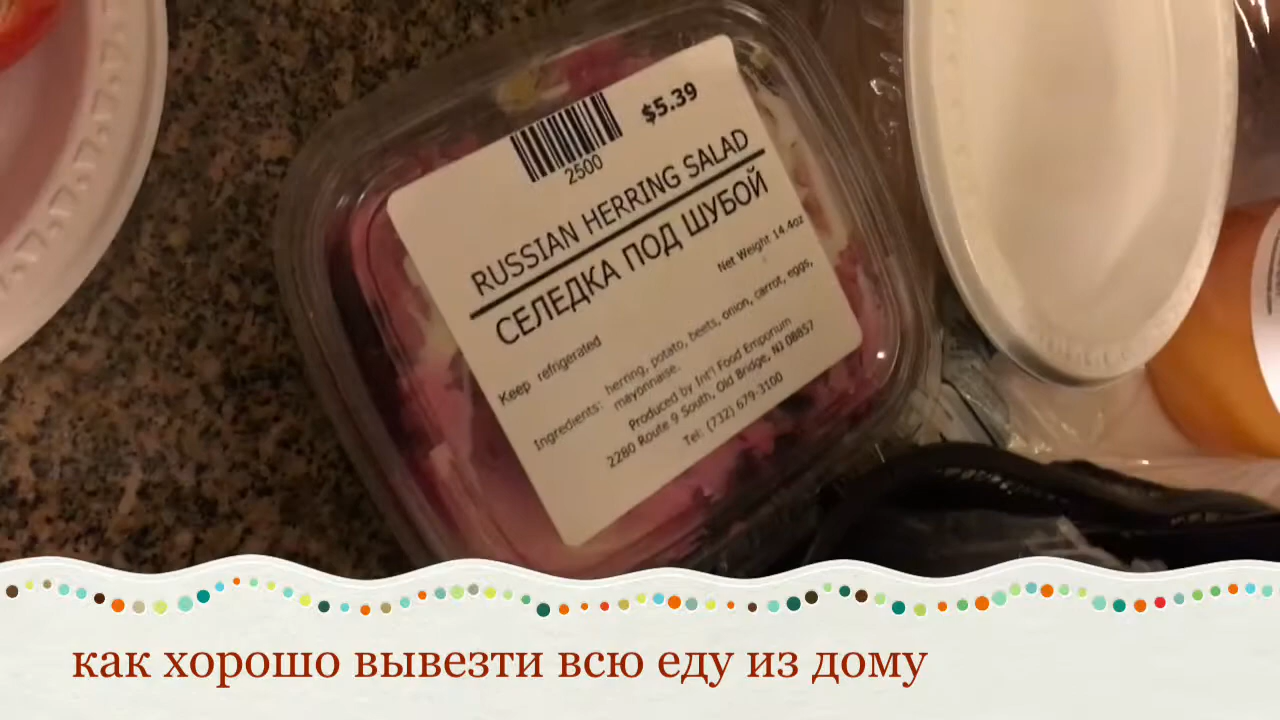 $5.39
2500
RUSSIAN HERRING SALAD
СЕЛЕДКА ПОД ШУБОЙ
Net Weight 14.4oz
Keep refrigerated
Ingredients: herring, potato, beets, onion, carrot, eggs,
mayonnaise.
Produced by Int'l Food Emporium
2280 Route 9 South, Old Bridge, NJ 08857
Tel: (732) 679-3100
как хорошо вывезти всю еду из дому